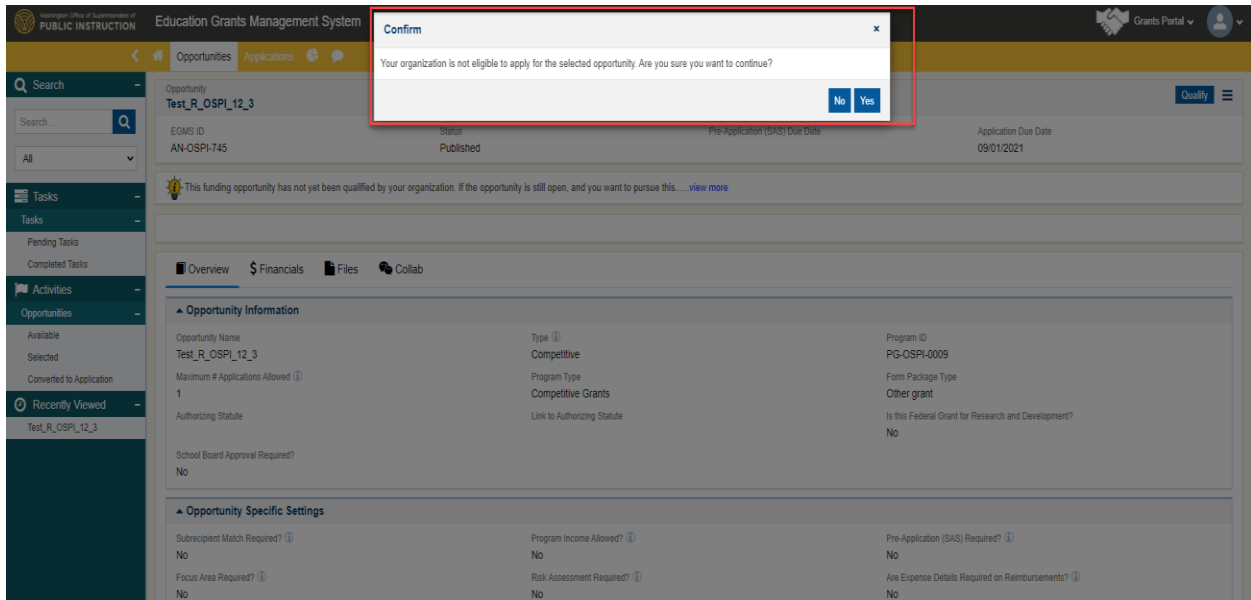 Washington Office of Superintendent of
PUBLIC INSTRUCTION
Education Grants Management System
Grants Portal
Opportunities
Applications
Confirm
x
Your organization is not eligible to apply for the selected opportunity. Are you sure you want to continue?
No Yes
Search
Search...
All
Tasks
Tasks
Pending Tasks
Completed Tasks
Activities
Opportunities
Available
Selected
Converted to Application
Recently Viewed
Test_R_OSPI_12_3
Opportunity
Test_R_OSPI_12_3
Qualify
EGMS ID Status Pre-Application (SAS) Due Date Application Due Date
AN-OSPI-745 Published 09/01/2021
This funding opportunity has not yet been qualified by your organization. If the opportunity is still open, and you want to pursue this......view more
Overview $ Financials Files Collab
Opportunity Information
Opportunity Name Type Program ID
Test_R_OSPI_12_3 Competitive PG-OSPI-0009
Maximum # Applications Allowed Program Type Form Package Type
1 Competitive Grants Other grant
Authorizing Statute Link to Authorizing Statute Is this Federal Grant for Research and Development?
No
School Board Approval Required?
No
Opportunity Specific Settings
Subrecipient Match Required? Program Income Allowed? Pre-Application (SAS) Required?
No No No
Focus Area Required? Risk Assessment Required? Are Expense Details Required on Reimbursements?
No No No